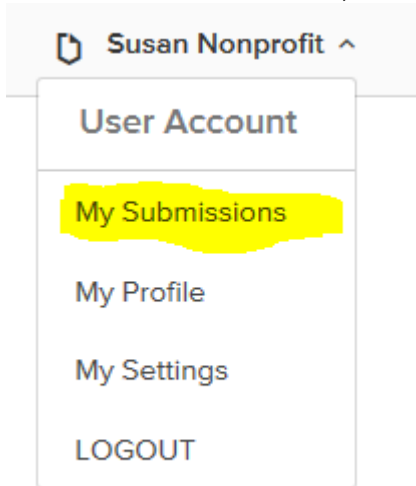 Susan Nonprofit
User Account
My Submissions
My Profile
My Settings
LOGOUT